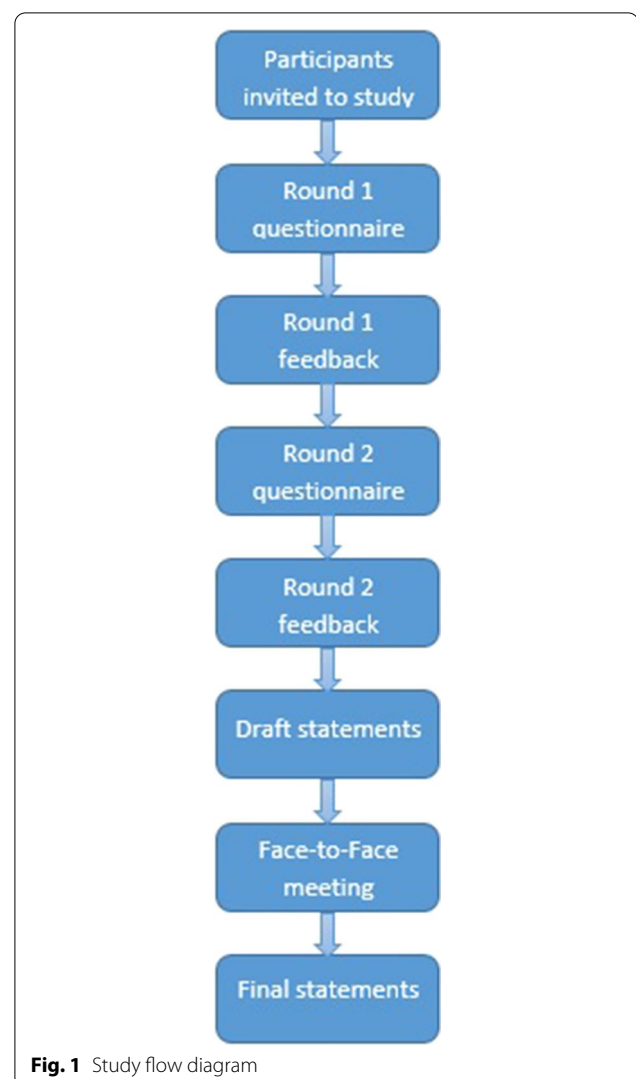 Participants
invited to study
Round 1
questionnaire
Round 1
feedback
Round 2
questionnaire
Round 2
feedback
Draft statements
Face-to-Face
meeting
Final statements
Fig. 1 Study flow diagram